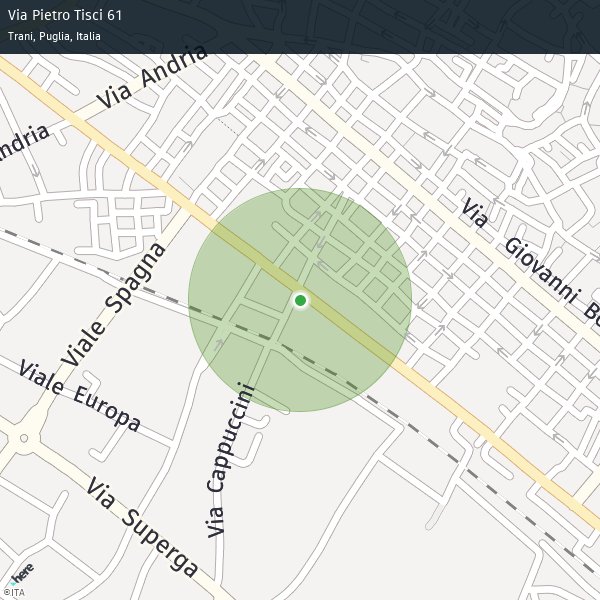 Via Pietro Tisci 61
Trani, Puglia, Italia
Via Andria
Andria
Via Giovanni Bo
Viale Spagna
Viale Europa
Via Cappuccini
Via Superga
here
©ITA